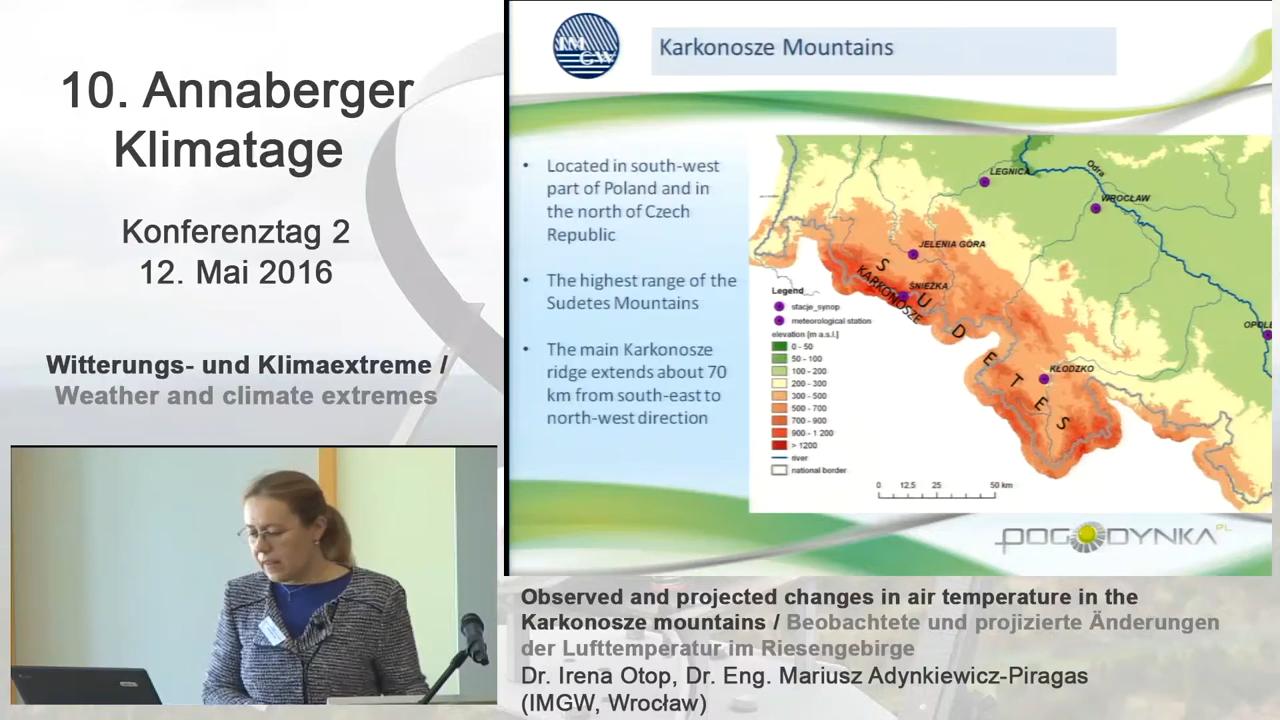 10. Annaberger
Klimatage
Konferenztag 2
12. Mai 2016
Witterungs- und Klimaextreme /
Weather and climate extremes
IM
GW
Karkonosze Mountains
• Located in south-west
part of Poland and in
the north of Czech
Republic
• The highest range of the
Sudetes Mountains
• The main Karkonosze
ridge extends about 70
km from south-east to
north-west direction
Odra
LEGNICA
WROCŁAW
JELENIA GÓRA
ŚNIEŻKA
KARKONOSZE
SUDETES
OPOLE
KŁODZKO
Legend
stacje_synop
meteorological station
elevation [m a.s.l.]
0 - 50
50 - 100
100 - 200
200 - 300
300 - 500
500 - 700
700 - 900
900 - 1 200
> 1200
river
national border
0 12,5 25 50 km
POGODYNKA PL
Observed and projected changes in air temperature in the
Karkonosze mountains / Beobachtete und projizierte Änderungen
der Lufttemperatur im Riesengebirge
Dr. Irena Otop, Dr. Eng. Mariusz Adynkiewicz-Piragas
(IMGW, Wrocław)